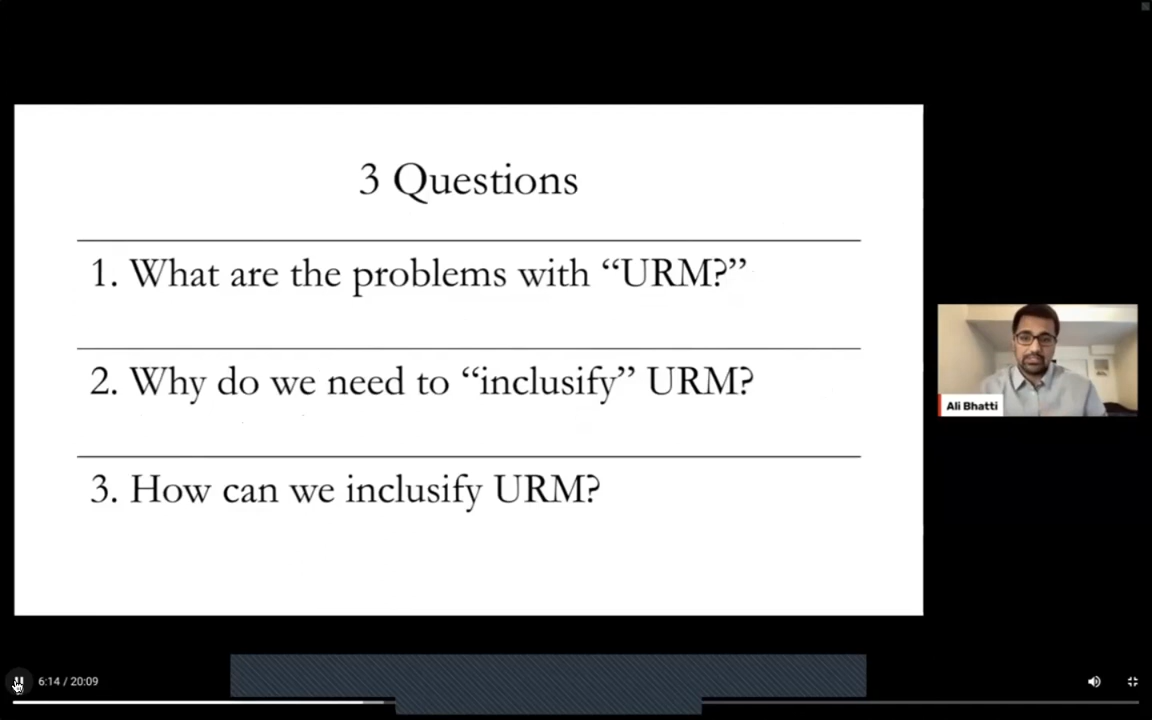 3 Questions
1. What are the problems with “URM?”
2. Why do we need to “inclusify” URM?
3. How can we inclusify URM?
Ali Bhatti
6:14 / 20:09